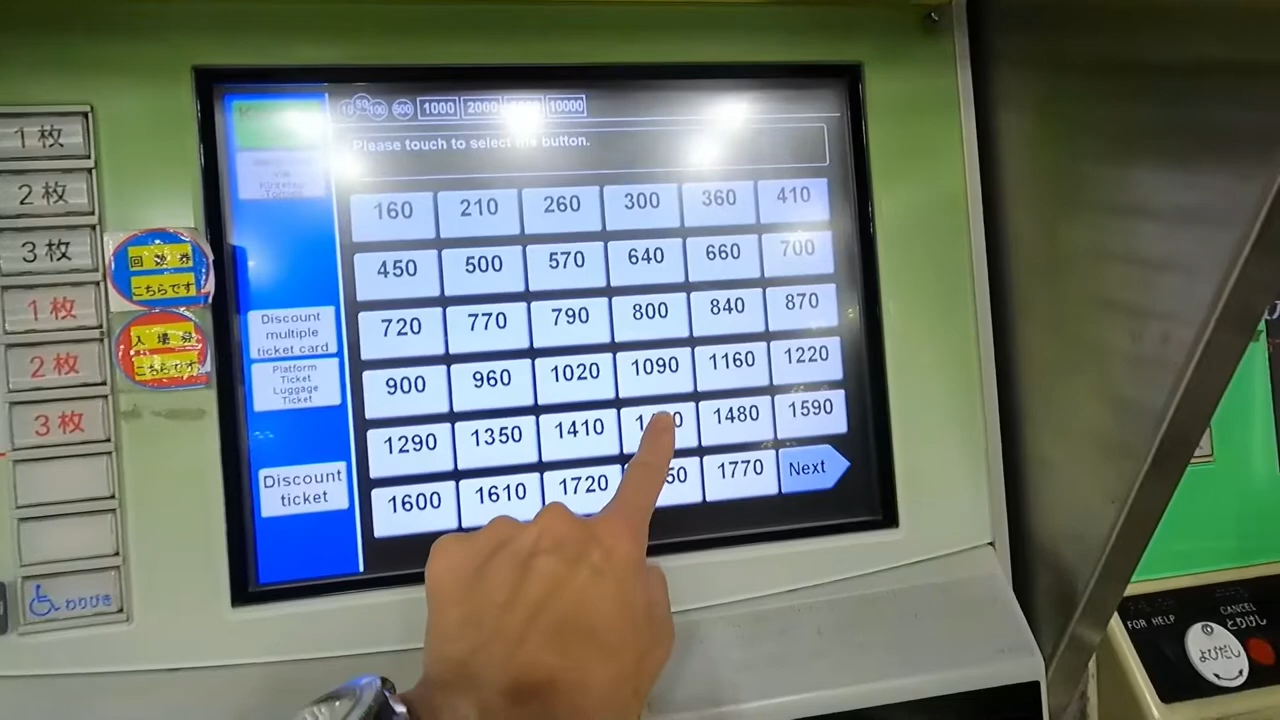 1枚
2枚
3枚
1枚
2枚
3枚
わりびき
回数券
こちらです
入場券
こちらです
10 50 100 500 1000 2000 10000
Please touch to select the button.
Discount
multiple
ticket card
Platform
Ticket
Luggage
Ticket
Discount
ticket
160 210 260 300 360 410
450 500 570 640 660 700
720 770 790 800 840 870
900 960 1020 1090 1160 1220
1290 1350 1410 1480 1590
1600 1610 1720 1770 Next
FOR HELP
よびだし
CANCEL
とりけし